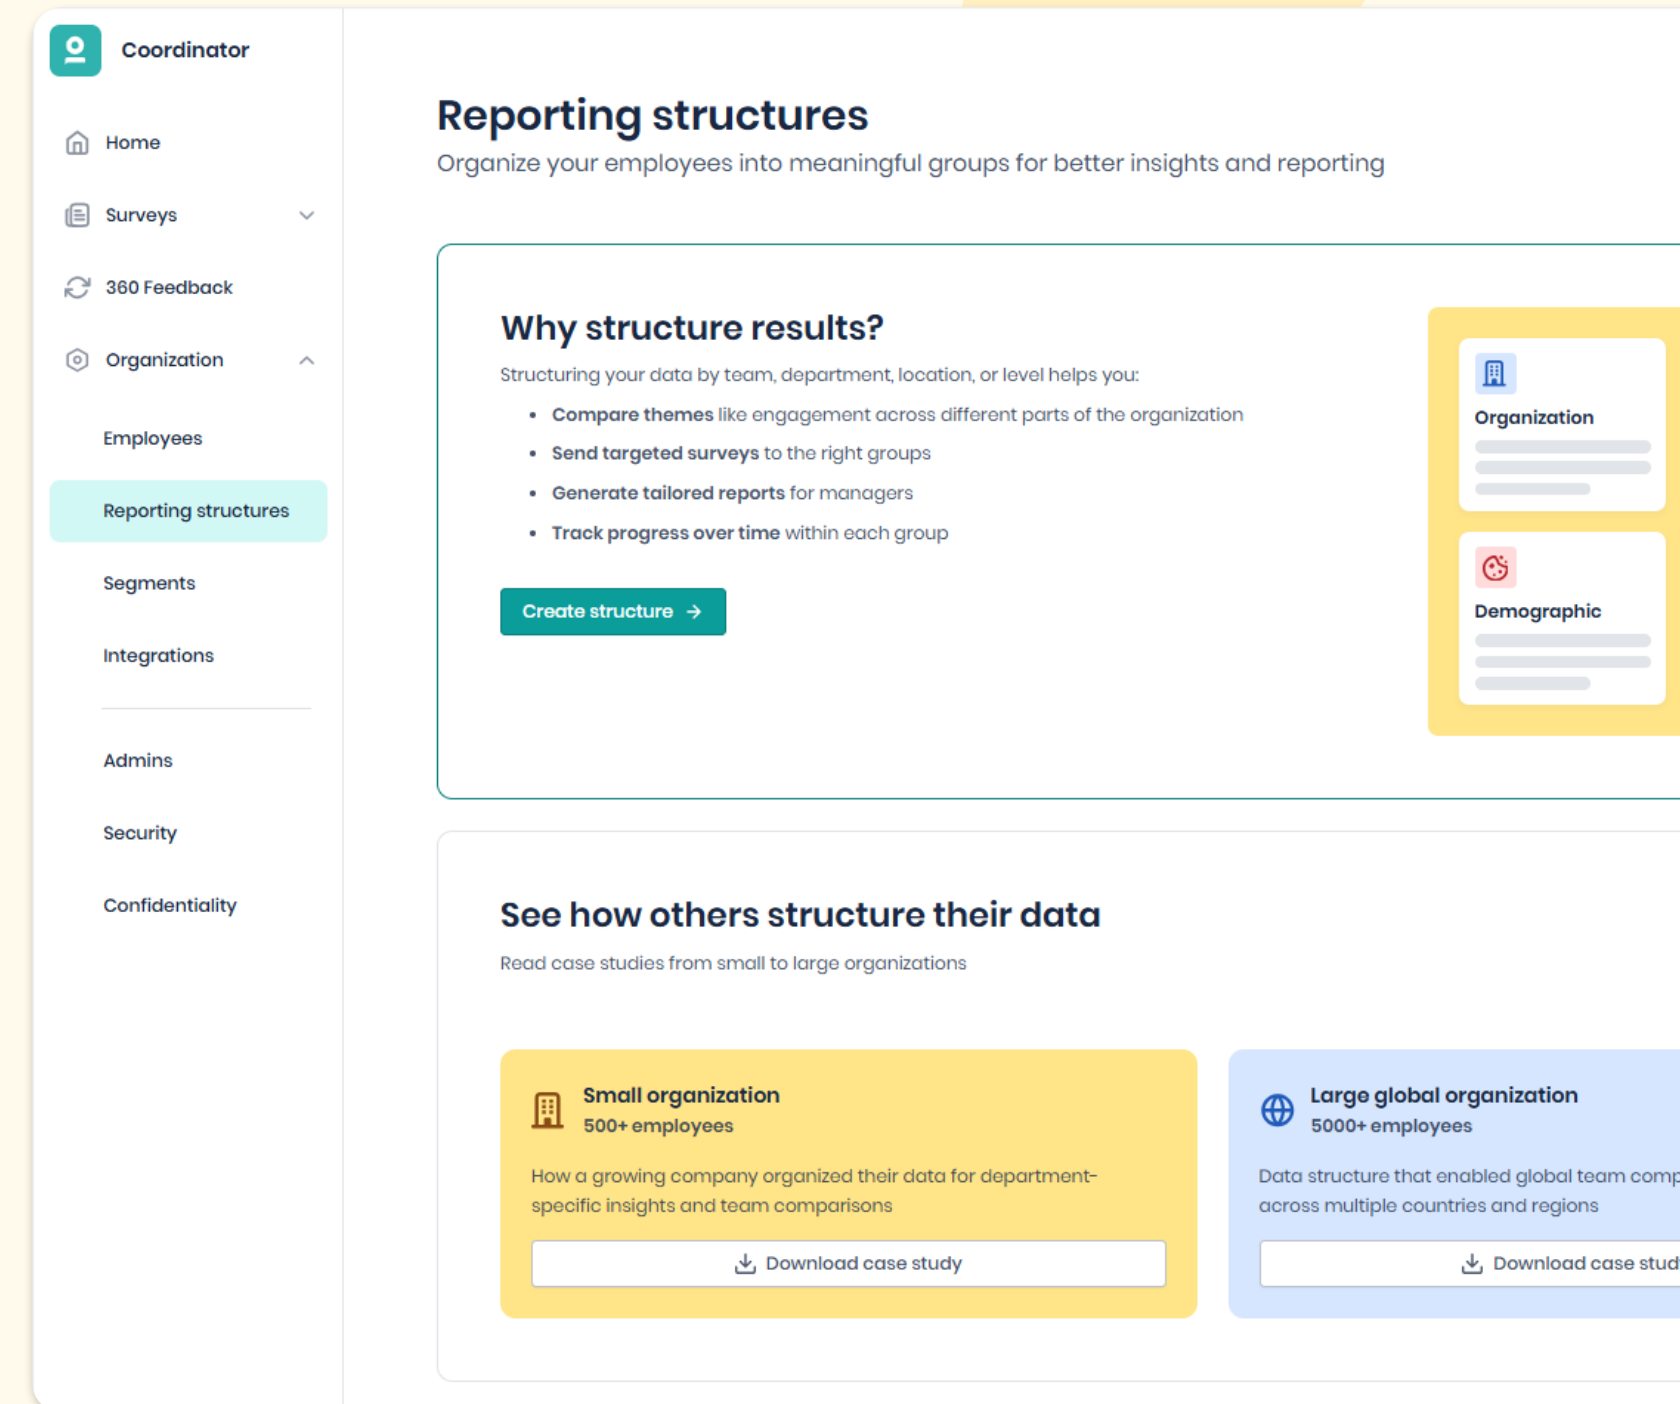 Coordinator
Home
Surveys
360 Feedback
Organization
Employees
Reporting structures
Segments
Integrations
Admins
Security
Confidentiality
Reporting structures
Organize your employees into meaningful groups for better insights and reporting
Why structure results?
Structuring your data by team, department, location, or level helps you:
• Compare themes like engagement across different parts of the organization
• Send targeted surveys to the right groups
• Generate tailored reports for managers
• Track progress over time within each group
Create structure →
Organization
Demographic
See how others structure their data
Read case studies from small to large organizations
Small organization
500+ employees
How a growing company organized their data for department-
specific insights and team comparisons
Download case study
Large global organization
5000+ employees
Data structure that enabled global team
across multiple countries and regions
Download case